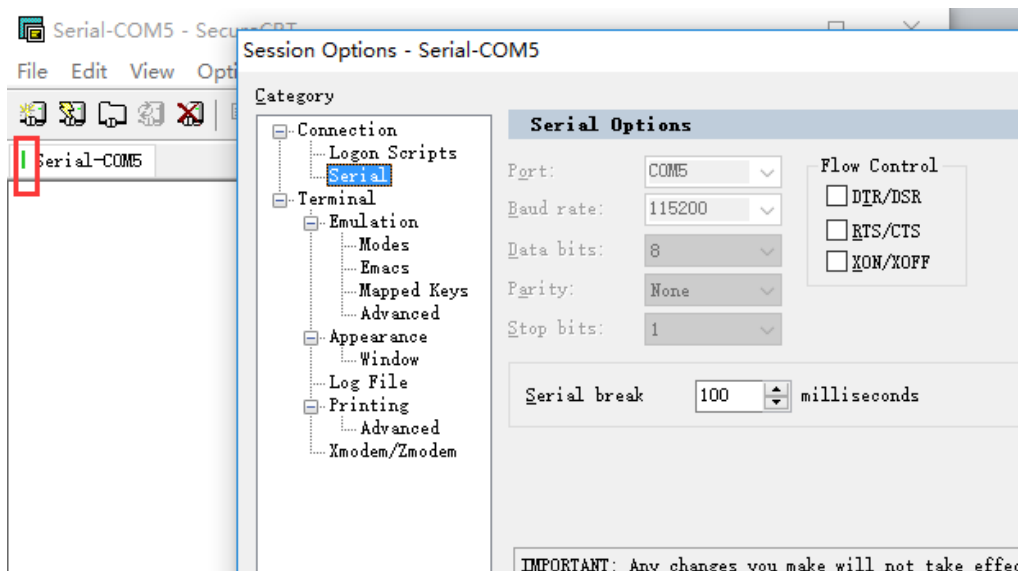 Serial-COM5 - SecureCRT
File Edit View Opti
Serial-COM5
Session Options - Serial-COM5
Category
Connection
Logon Scripts
Serial
Terminal
Emulation
Modes
Emacs
Mapped Keys
Advanced
Appearance
Window
Log File
Printing
Advanced
Xmodem/Zmodem
Serial Options
Port: COM5
Baud rate: 115200
Data bits: 8
Parity: None
Stop bits: 1
Flow Control
DTR/DSR
RTS/CTS
XON/XOFF
Serial break 100 milliseconds
IMPORTANT: Any changes you make will not take effec